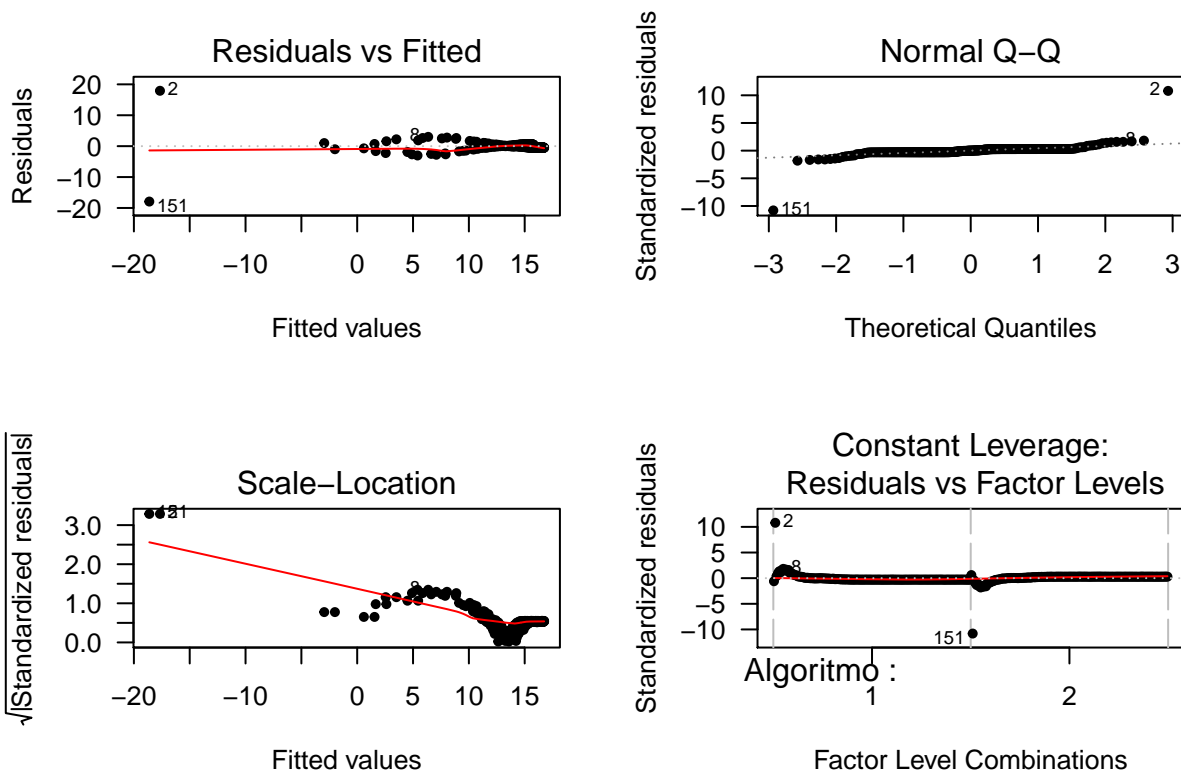 Residuals vs Fitted
Residuals
20
10
0
−10
−20
2
8
151
−20 −10 0 5 10 15
Fitted values
Normal Q−Q
Standardized residuals
10
5
0
−5
−10
2
8
151
−3 −2 −1 0 1 2 3
Theoretical Quantiles
Scale−Location
√|Standardized residuals|
3.0
2.0
1.0
0.0
8
−20 −10 0 5 10 15
Fitted values
Constant Leverage:
Residuals vs Factor Levels
Standardized residuals
10
5
0
−5
−10
2
8
151
Algoritmo :
1 2
Factor Level Combinations